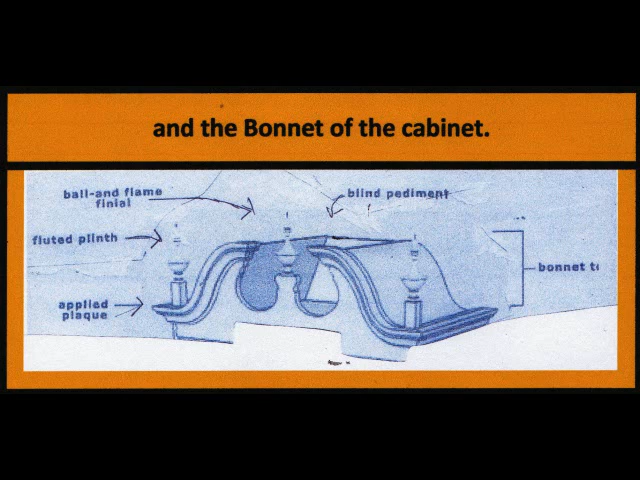 and the Bonnet of the cabinet.
ball-and flame
finial
blind pediment
fluted plinth
bonnet
applied
plaque